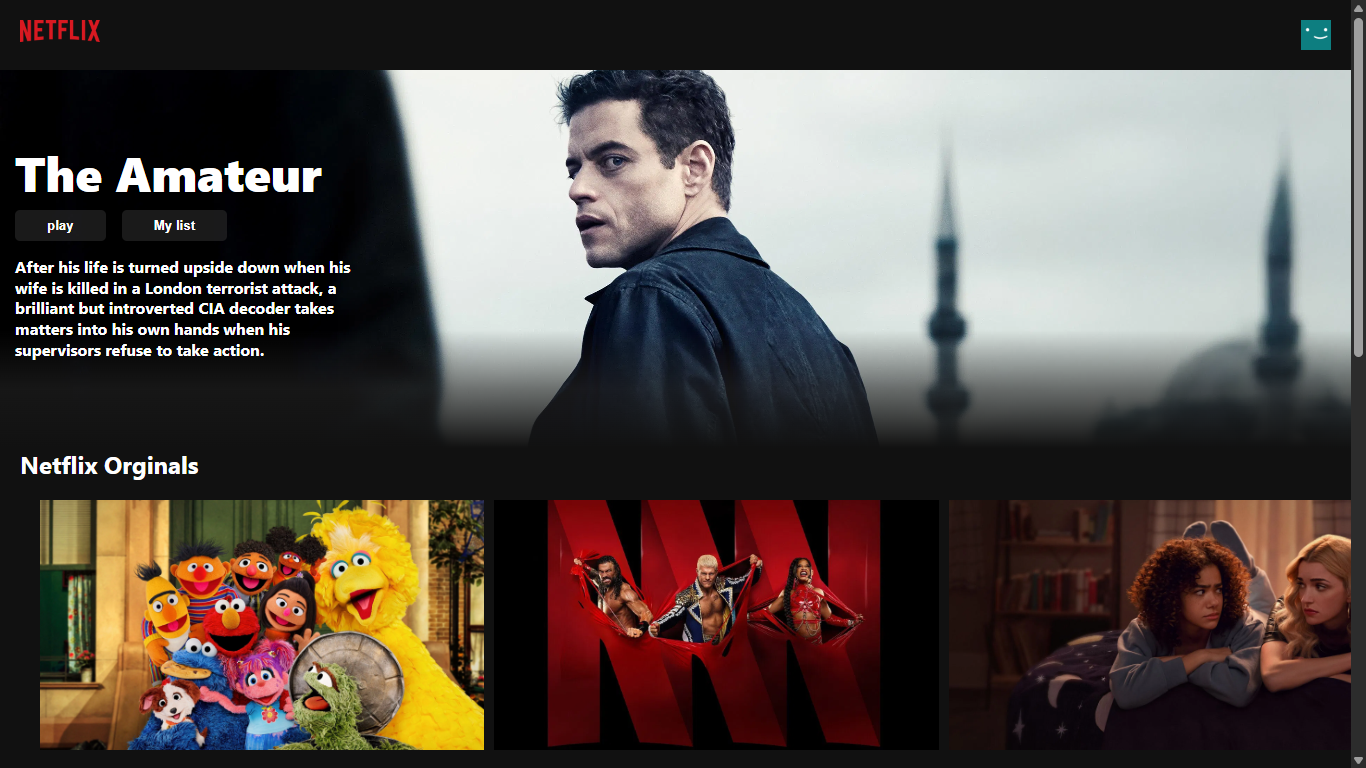 NETFLIX
The Amateur
play
My list
After his life is turned upside down when his
wife is killed in a London terrorist attack, a
brilliant but introverted CIA decoder takes
matters into his own hands when his
supervisors refuse to take action.
Netflix Orginals